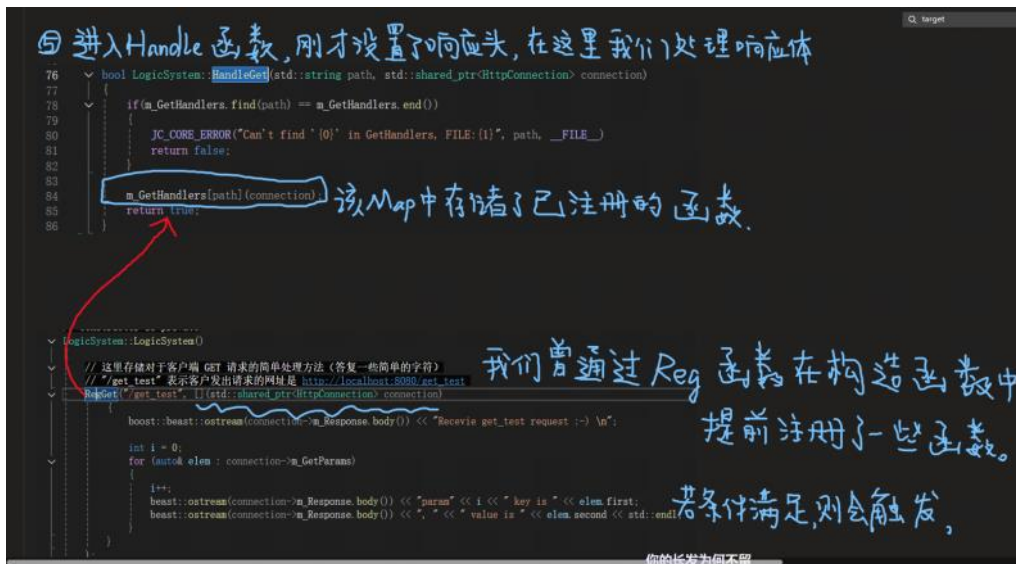 target
⑤ 进入Handle 函数,刚才设置了响应头,在这里我们处理响应体
76 bool LogicSystem::HandleGet(std::string path, std::shared_ptr<HttpConnection> connection)
77 {
78 if(m_GetHandlers.find(path) == m_GetHandlers.end())
79 {
80 JC_CORE_ERROR("Can't find '{0}' in GetHandlers, FILE:{1}", path, __FILE__)
81 return false;
82 }
83
84 m_GetHandlers[path](connection);
85 return true;
86 }
该Map中存储了已注册的函数.
LogicSystem::LogicSystem()
// 这里存储对于客户端 GET 请求的简单处理方法（答复一些简单的字符）
// "/get_test" 表示客户发出请求的网址是 http://localhost:8080/get_test
RegGet("/get_test", [](std::shared_ptr<HttpConnection> connection)
{
boost::beast::ostream(connection->m_Response.body()) << "Recevie get_test request :-) \n";
int i = 0;
for (auto& elem : connection->m_GetParams)
{
i++;
beast::ostream(connection->m_Response.body()) << "param" << i << " key is " << elem.first;
beast::ostream(connection->m_Response.body()) << ", " << " value is " << elem.second << std::endl
}
}
我们曾通过 Reg 函数在构造函数中
提前注册了一些函数。
若条件满足,则会触发,
你的长发为何不留